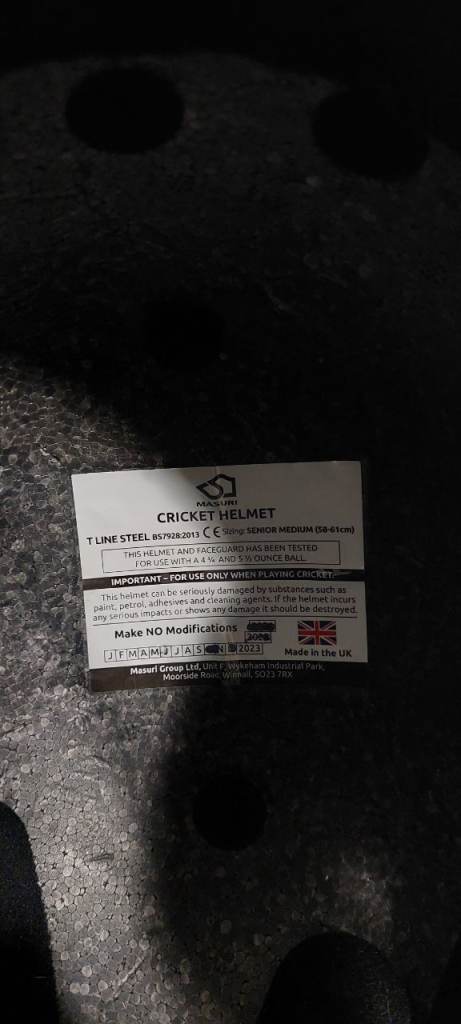 MASURI
CRICKET HELMET
T LINE STEEL BS7928:2013 CE Sizing: SENIOR MEDIUM (58-61cm)
THIS HELMET AND FACEGUARD HAS BEEN TESTED
FOR USE WITH A 4 ¾ AND 5 ½ OUNCE BALL.
IMPORTANT – FOR USE ONLY WHEN PLAYING CRICKET.
This helmet can be seriously damaged by substances such as
paint, petrol, adhesives and cleaning agents. If the helmet incurs
any serious impacts or shows any damage it should be destroyed.
Make NO Modifications
J F M A M J J A S N 2023
Made in the UK
Masuri Group Ltd, Unit F, Wykeham Industrial Park,
Moorside Road, Winnall, SO23 7RX